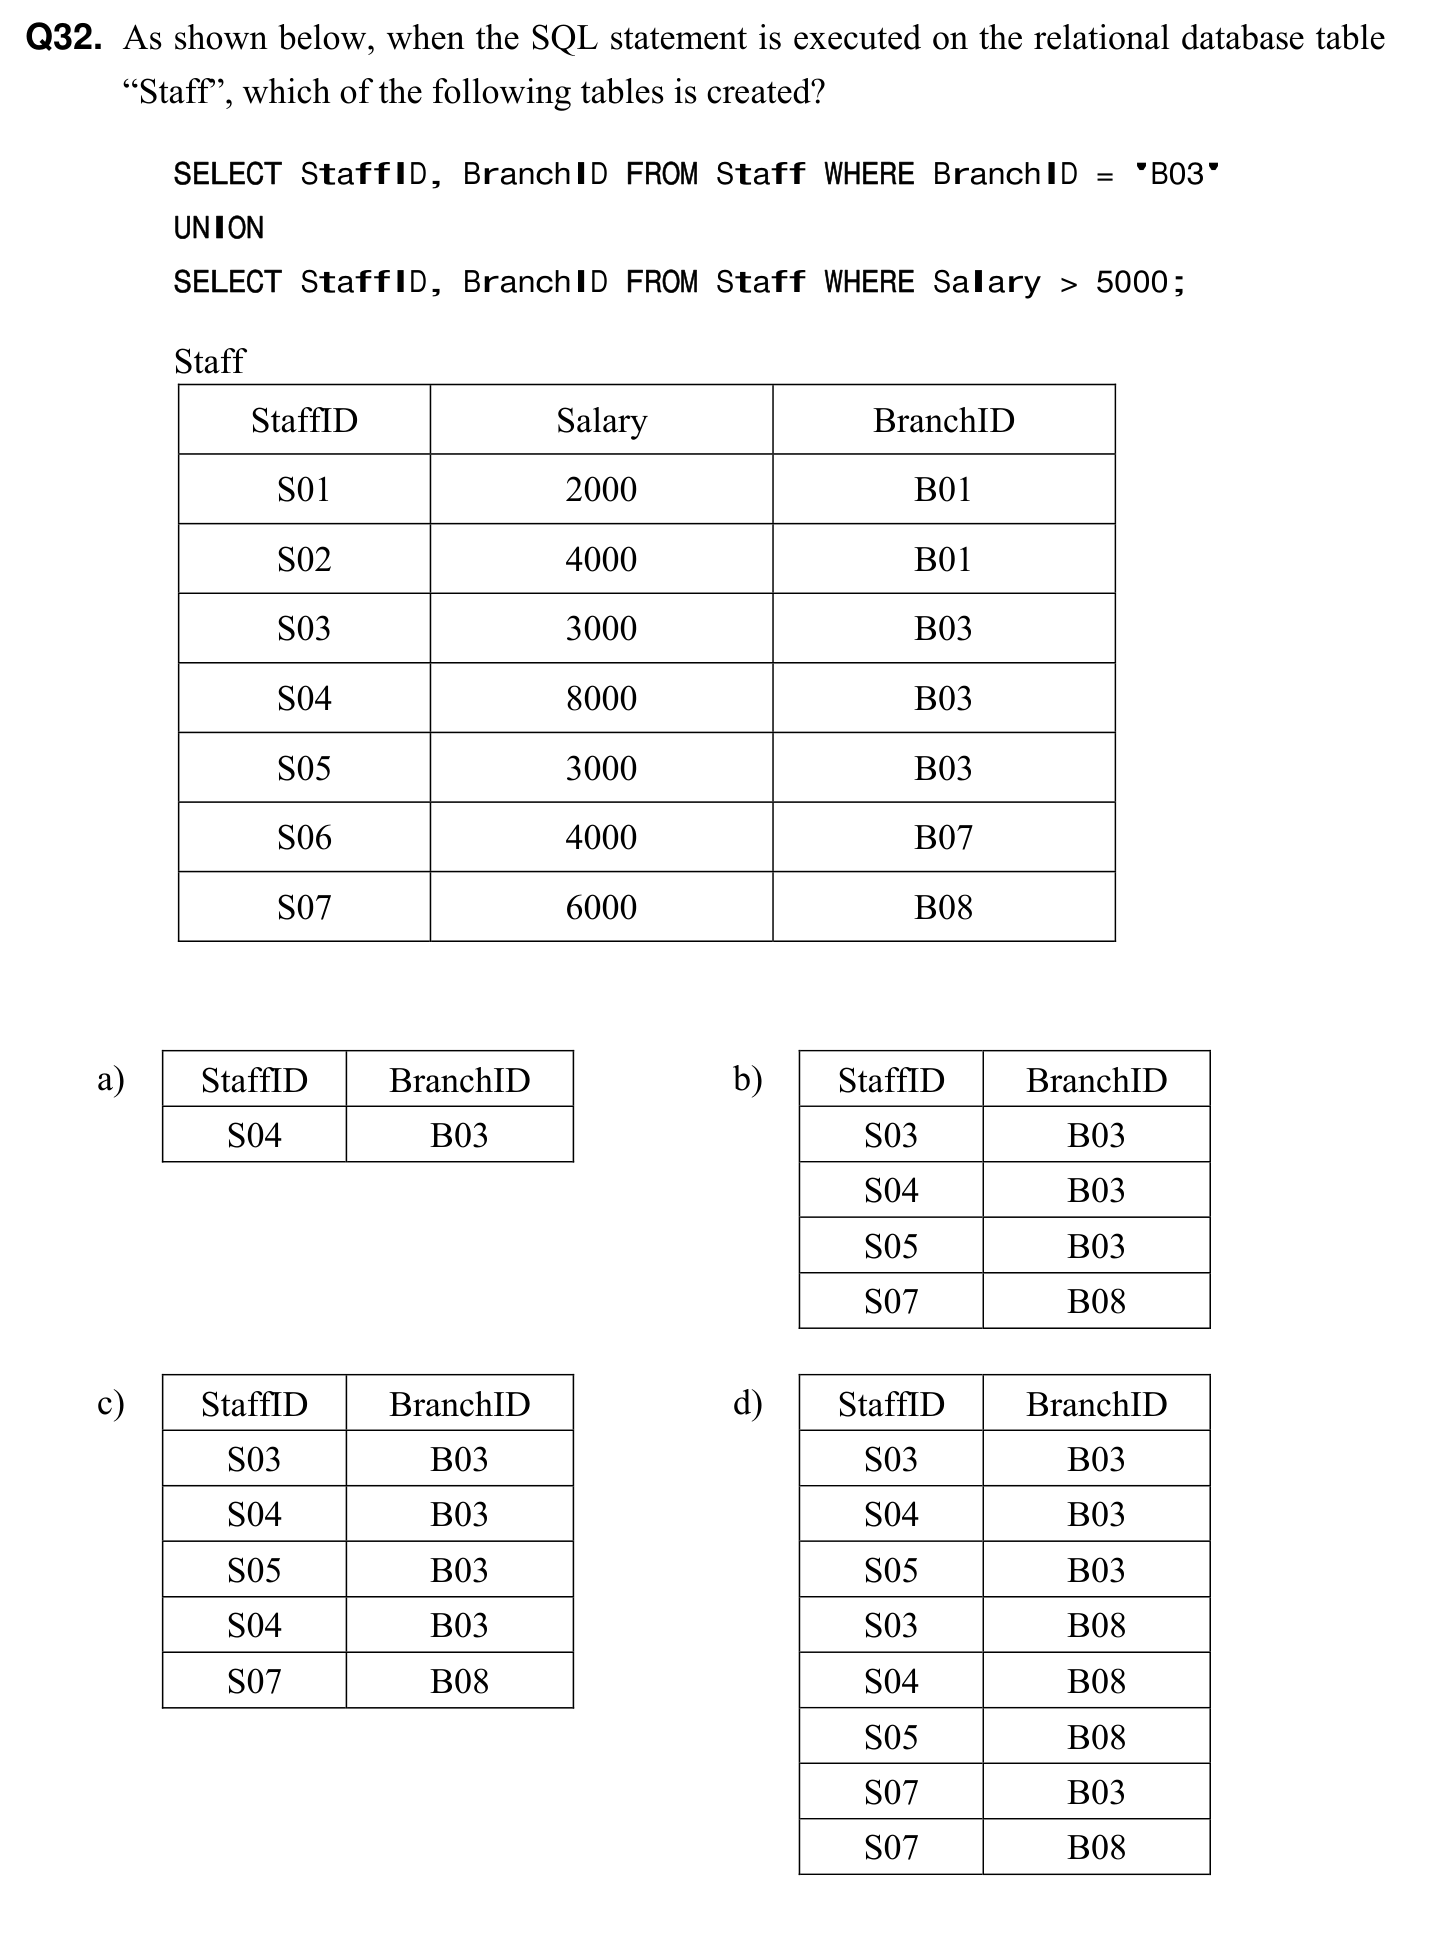 Q32. As shown below, when the SQL statement is executed on the relational database table
“Staff”, which of the following tables is created?
SELECT StaffID, BranchID FROM Staff WHERE BranchID = 'B03'
UNION
SELECT StaffID, BranchID FROM Staff WHERE Salary > 5000;
Staff
StaffID Salary BranchID
S01 2000 B01
S02 4000 B01
S03 3000 B03
S04 8000 B03
S05 3000 B03
S06 4000 B07
S07 6000 B08
a)
StaffID BranchID
S04 B03
b)
StaffID BranchID
S03 B03
S04 B03
S05 B03
S07 B08
c)
StaffID BranchID
S03 B03
S04 B03
S05 B03
S04 B03
S07 B08
d)
StaffID BranchID
S03 B03
S04 B03
S05 B03
S03 B08
S04 B08
S05 B08
S07 B03
S07 B08